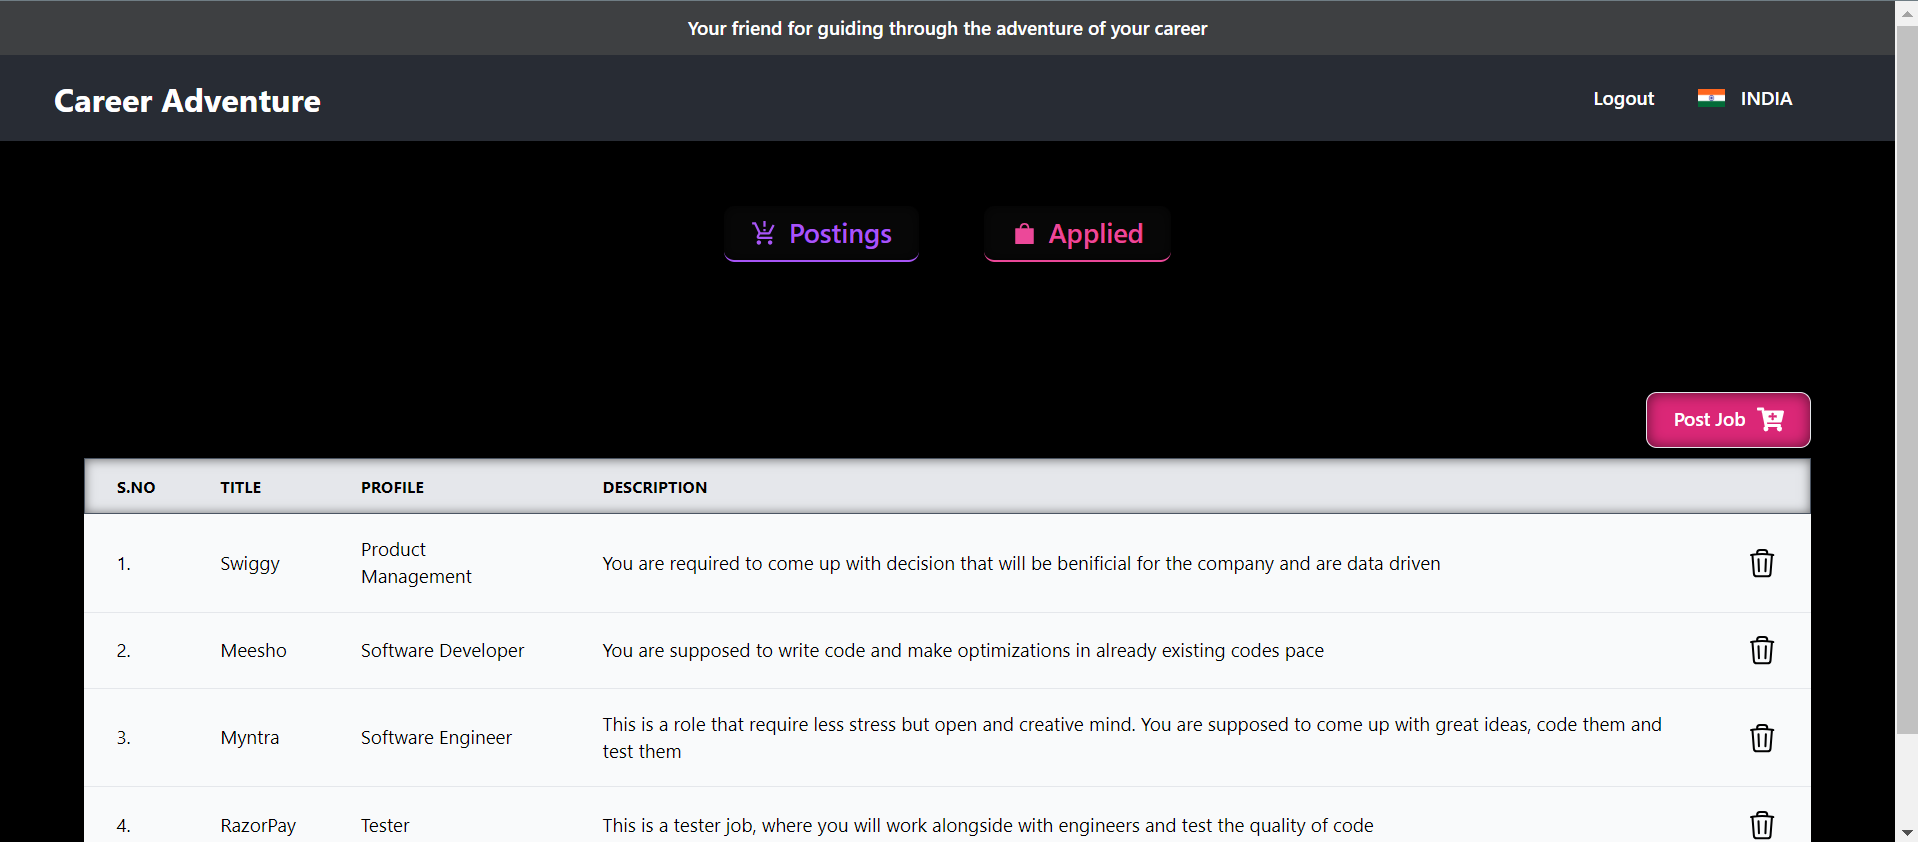 Your friend for guiding through the adventure of your career
Career Adventure
Logout
INDIA
Postings
Applied
Post Job
S.NO TITLE PROFILE DESCRIPTION
1. Swiggy Product Management You are required to come up with decision that will be benificial for the company and are data driven
2. Meesho Software Developer You are supposed to write code and make optimizations in already existing codes pace
3. Myntra Software Engineer This is a role that require less stress but open and creative mind. You are supposed to come up with great ideas, code them and
test them
4. RazorPay Tester This is a tester job, where you will work alongside with engineers and test the quality of code